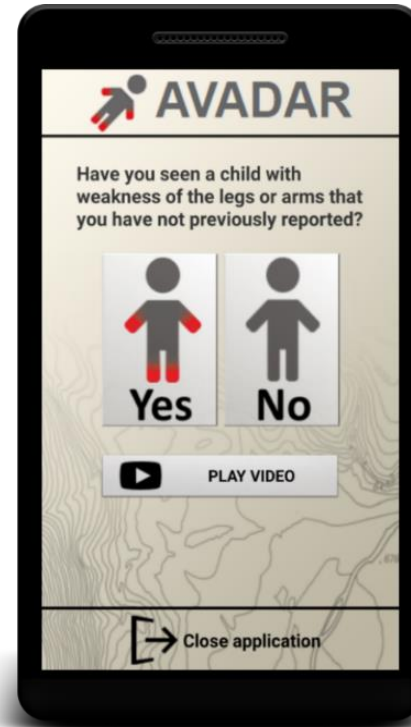 AVADAR
Have you seen a child with
weakness of the legs or arms that
you have not previously reported?
Yes No
PLAY VIDEO
Close application